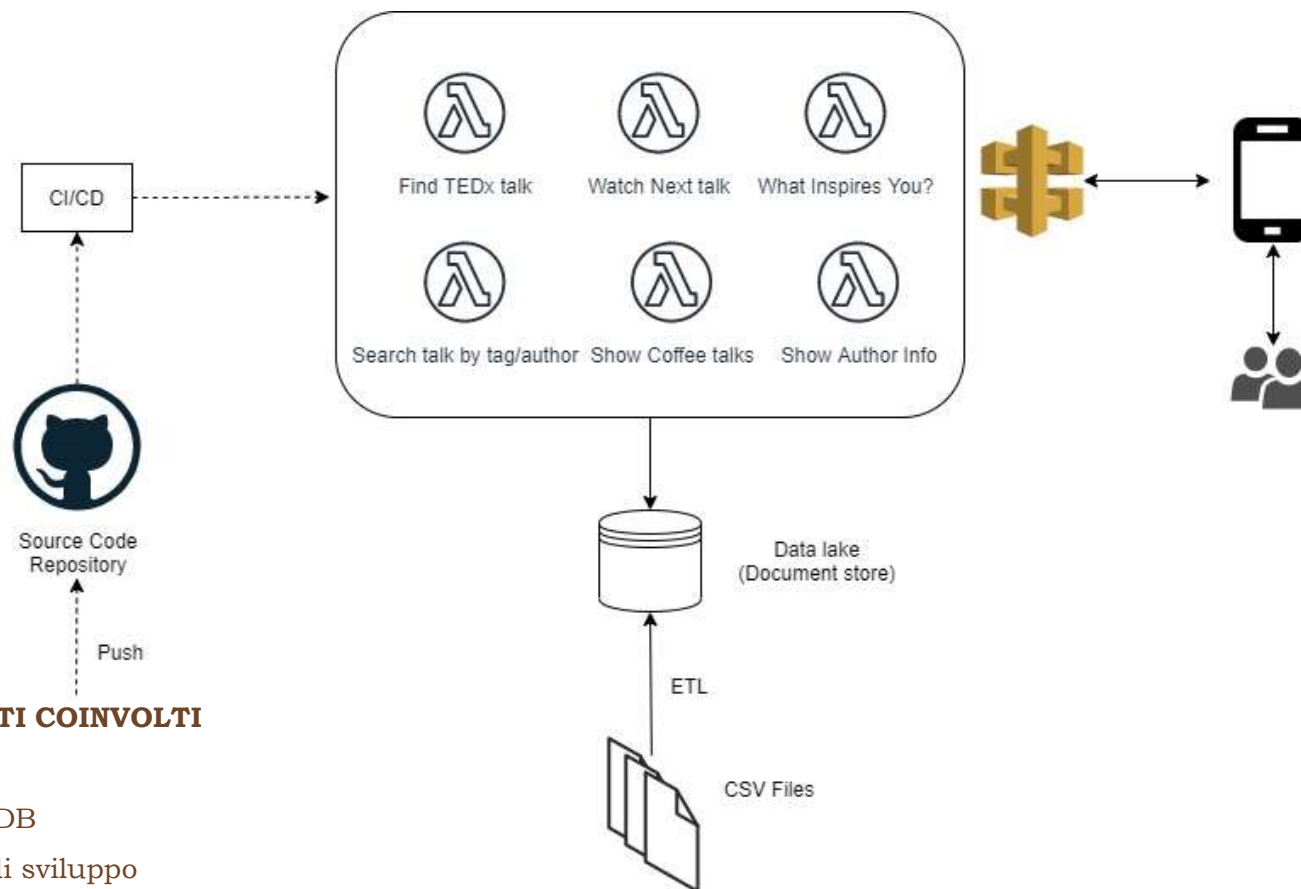 Find TEDx talk
Watch Next talk
What Inspires You?
CI/CD
Search talk by tag/author
Show Coffee talks
Show Author Info
Source Code
Repository
Data lake
(Document store)
Push
ETL
TI COINVOLTI
CSV Files
DB
di sviluppo